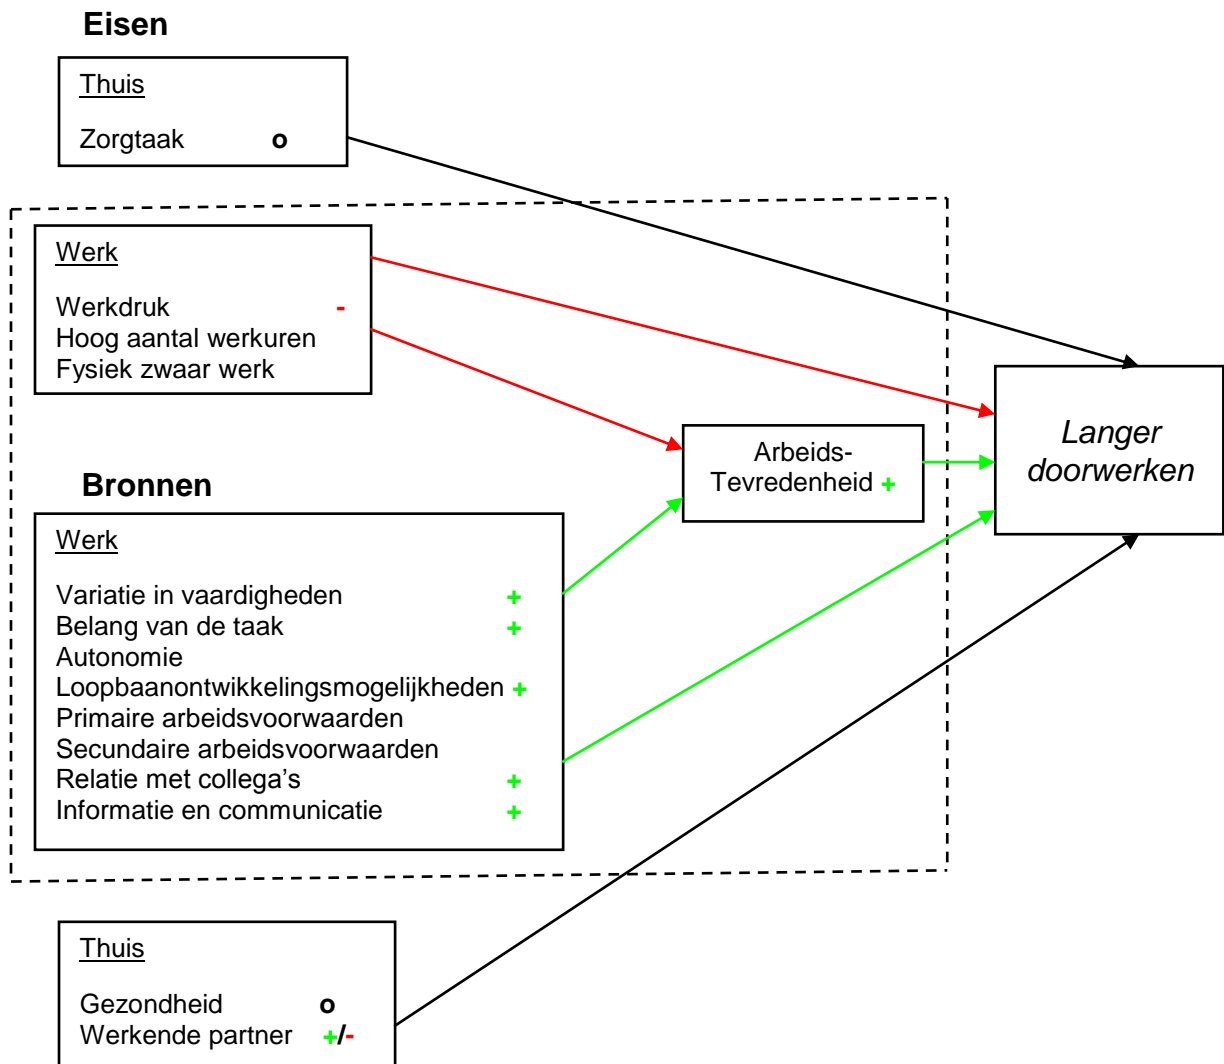 Eisen
Thuis
Zorgtaak o
Werk
Werkdruk -
Hoog aantal werkuren
Fysiek zwaar werk
Bronnen
Werk
Variatie in vaardigheden +
Belang van de taak +
Autonomie
Loopbaanontwikkelingsmogelijkheden +
Primaire arbeidsvoorwaarden
Secundaire arbeidsvoorwaarden
Relatie met collega's +
Informatie en communicatie +
Arbeids-
Tevredenheid +
Langer
doorwerken
Thuis
Gezondheid o
Werkende partner +/-